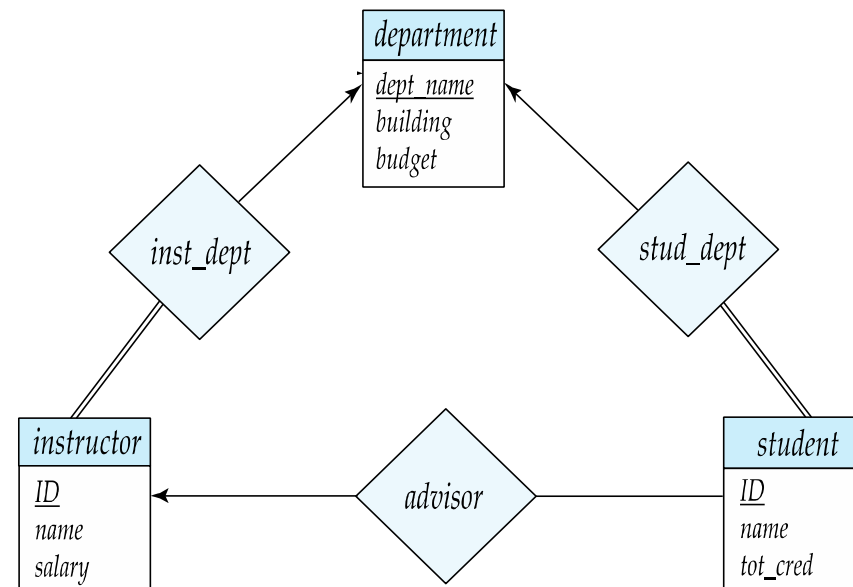 department
dept_name
building
budget
inst_dept
stud_dept
instructor
ID
name
salary
advisor
student
ID
name
tot_cred